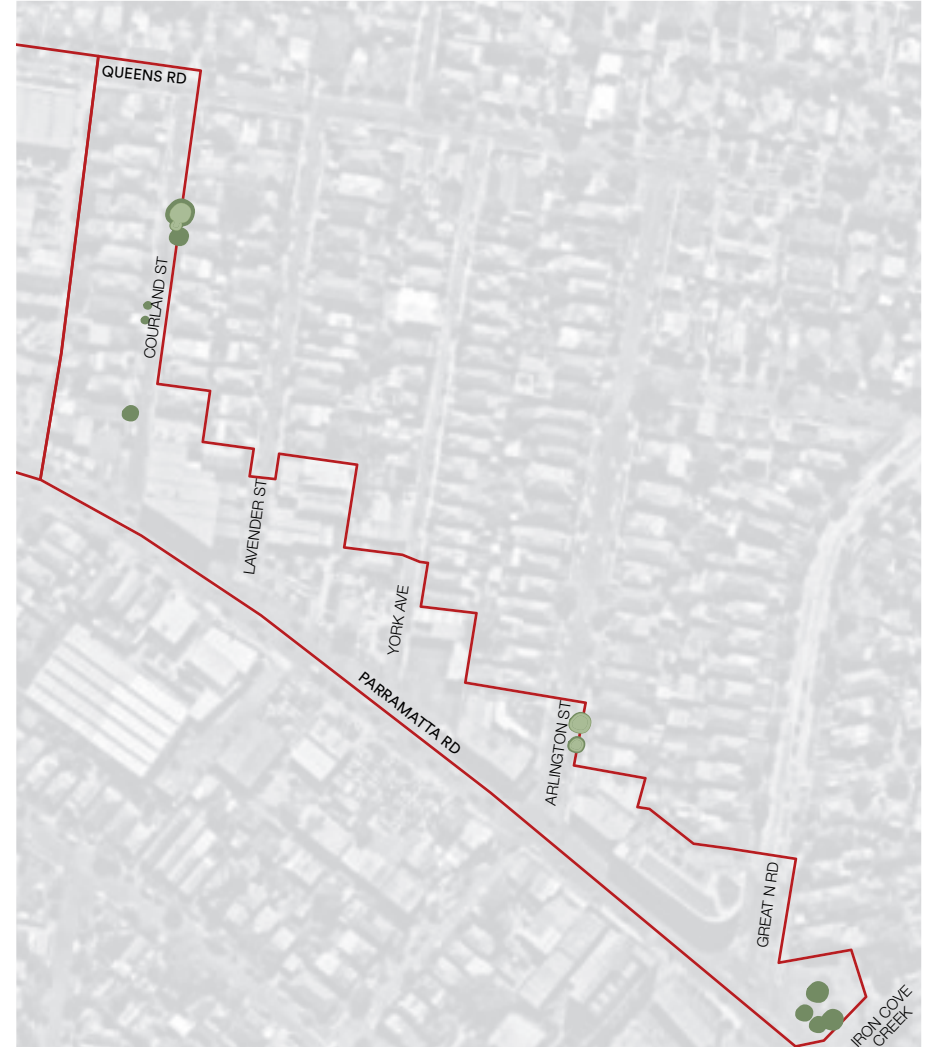 QUEENS RD
COURLAND ST
LAVENDER ST
YORK AVE
PARRAMATTA RD
ARLINGTON ST
GREAT N RD
IRON COVE
CREEK